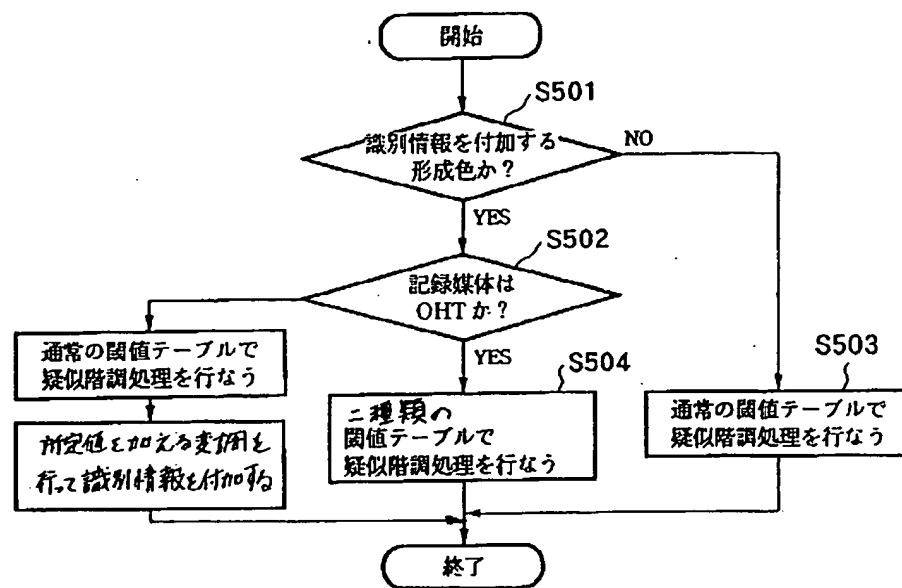 開始
S501
識別情報を付加する
形成色か?
NO
YES
S502
記録媒体は
OHTか?
YES
通常の閾値テーブルで
疑似階調処理を行なう
所定値を加える変調を
行って識別情報を付加する
S504
二種類の
閾値テーブルで
疑似階調処理を行なう
S503
通常の閾値テーブルで
疑似階調処理を行なう
終了